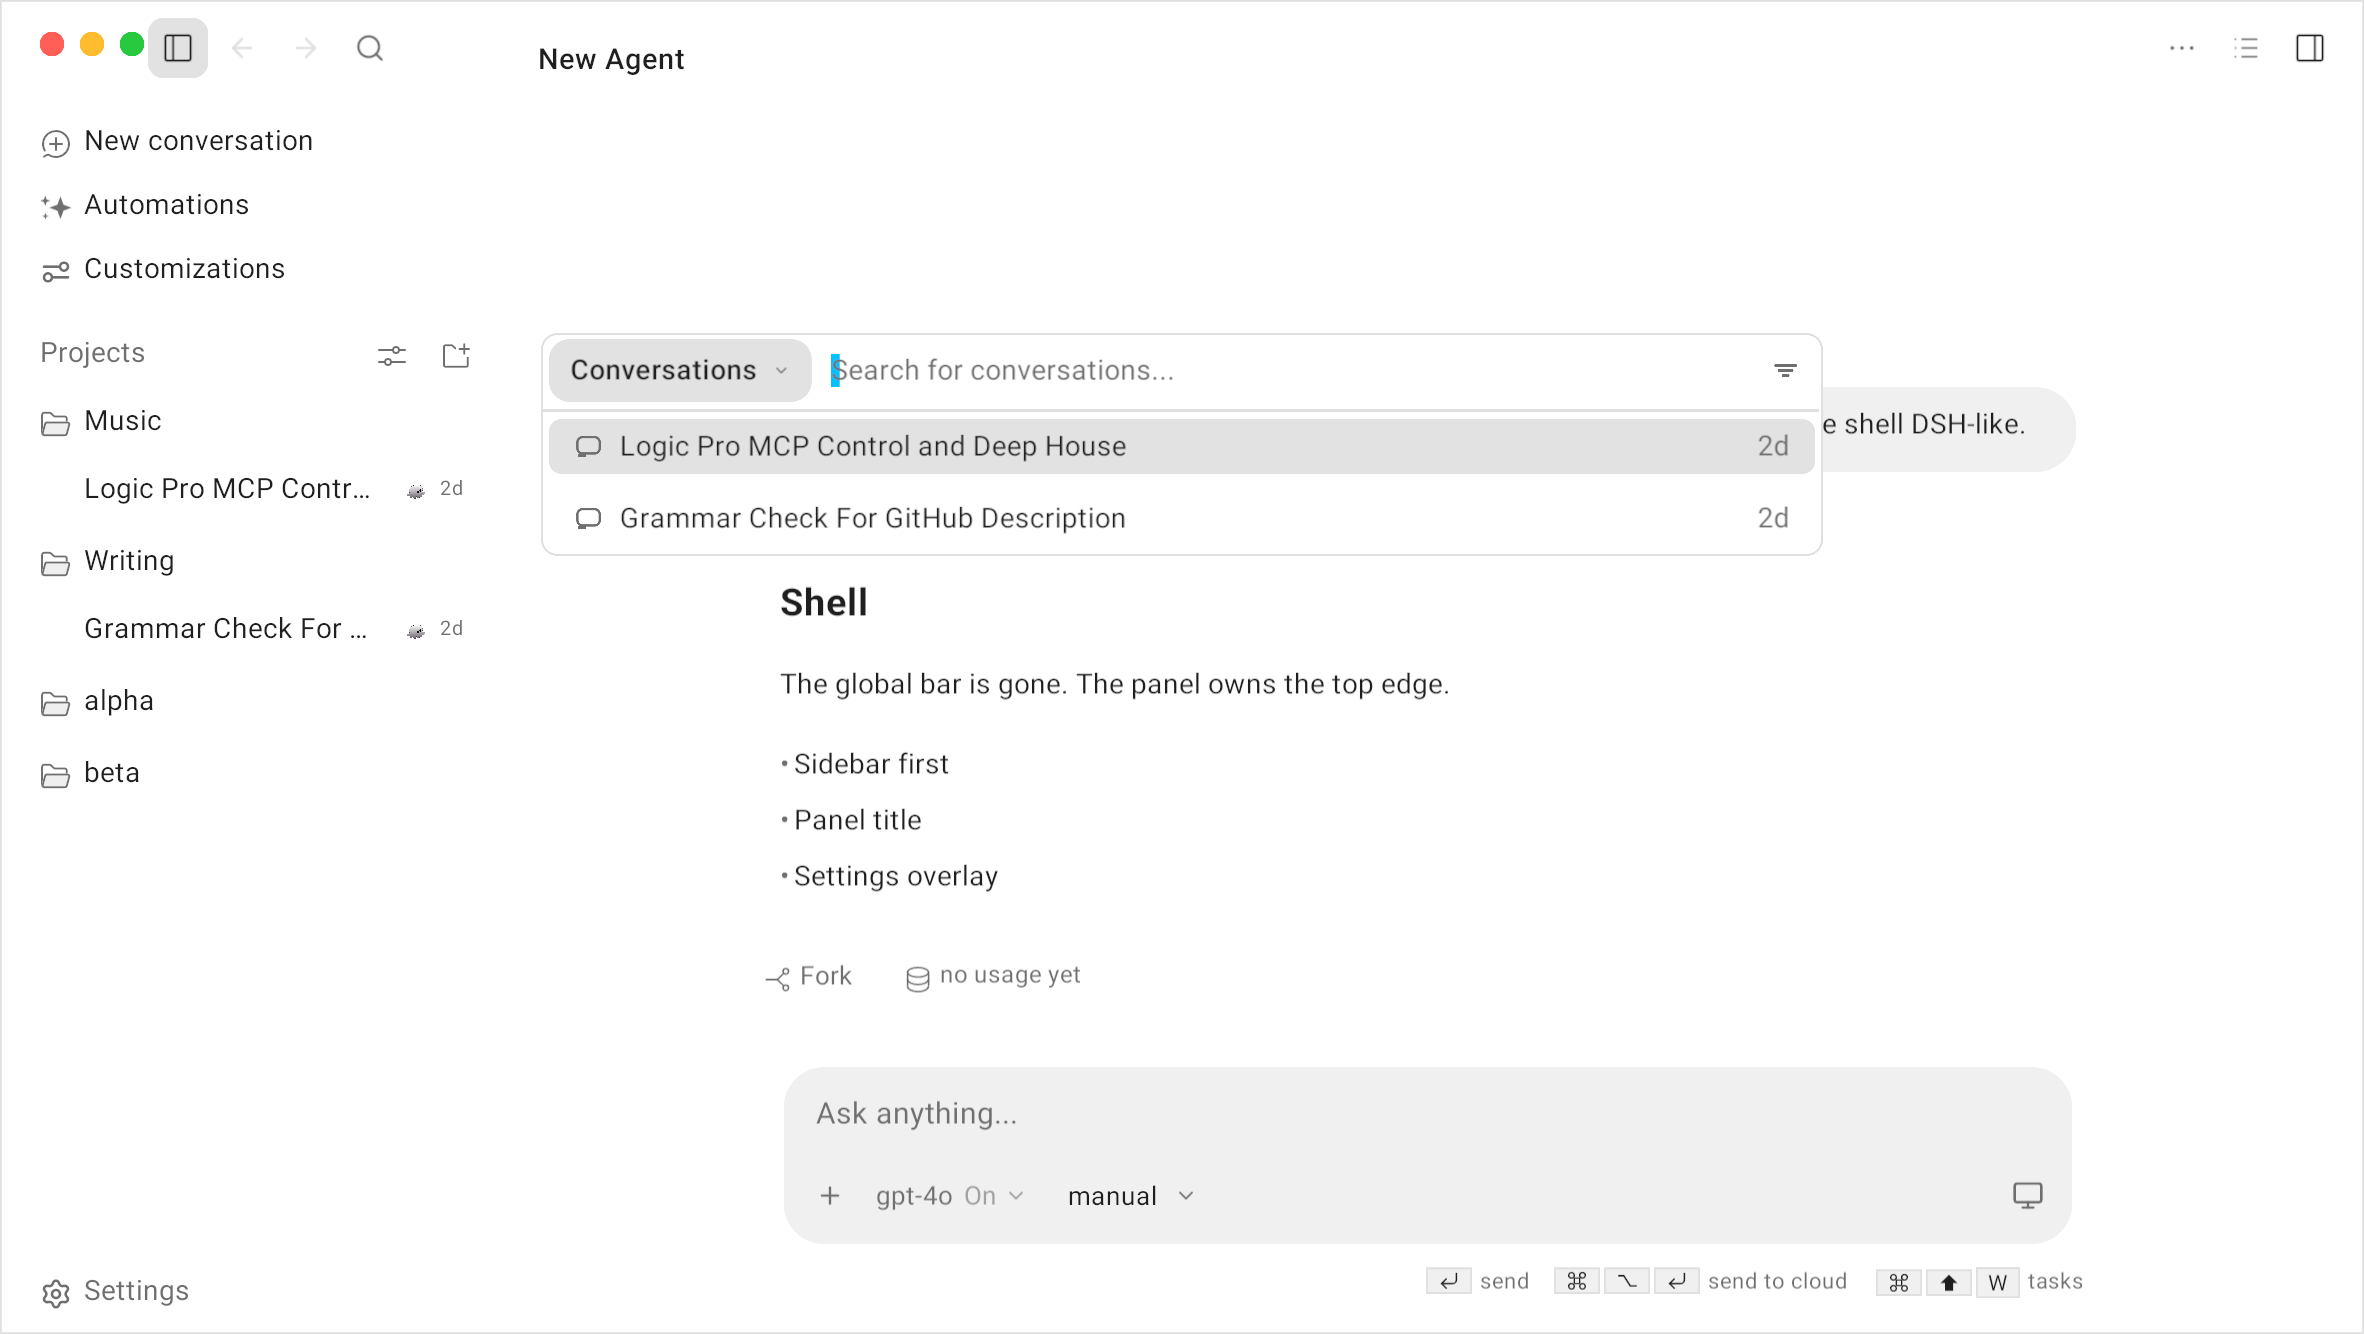 New Agent
New conversation
Automations
Customizations
Projects
Music
Logic Pro MCP Contr... 2d
Writing
Grammar Check For ... 2d
alpha
beta
Settings
Conversations Search for conversations...
Logic Pro MCP Control and Deep House 2d
Grammar Check For GitHub Description 2d
e shell DSH-like.
Shell
The global bar is gone. The panel owns the top edge.
• Sidebar first
• Panel title
• Settings overlay
Fork no usage yet
Ask anything...
+ gpt-4o On manual
⏎ send ⌘ ⌥ ⏎ send to cloud ⌘ ⬆ W tasks